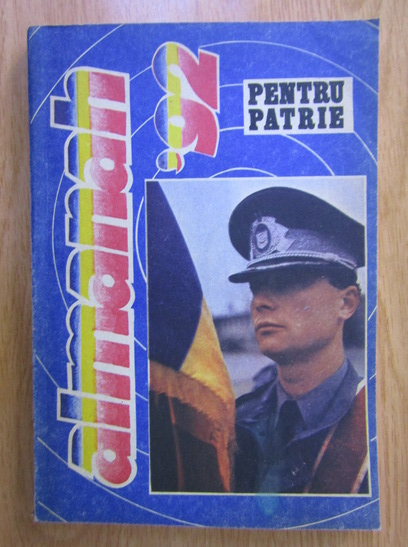 almanah '92
PENTRU
PATRIE